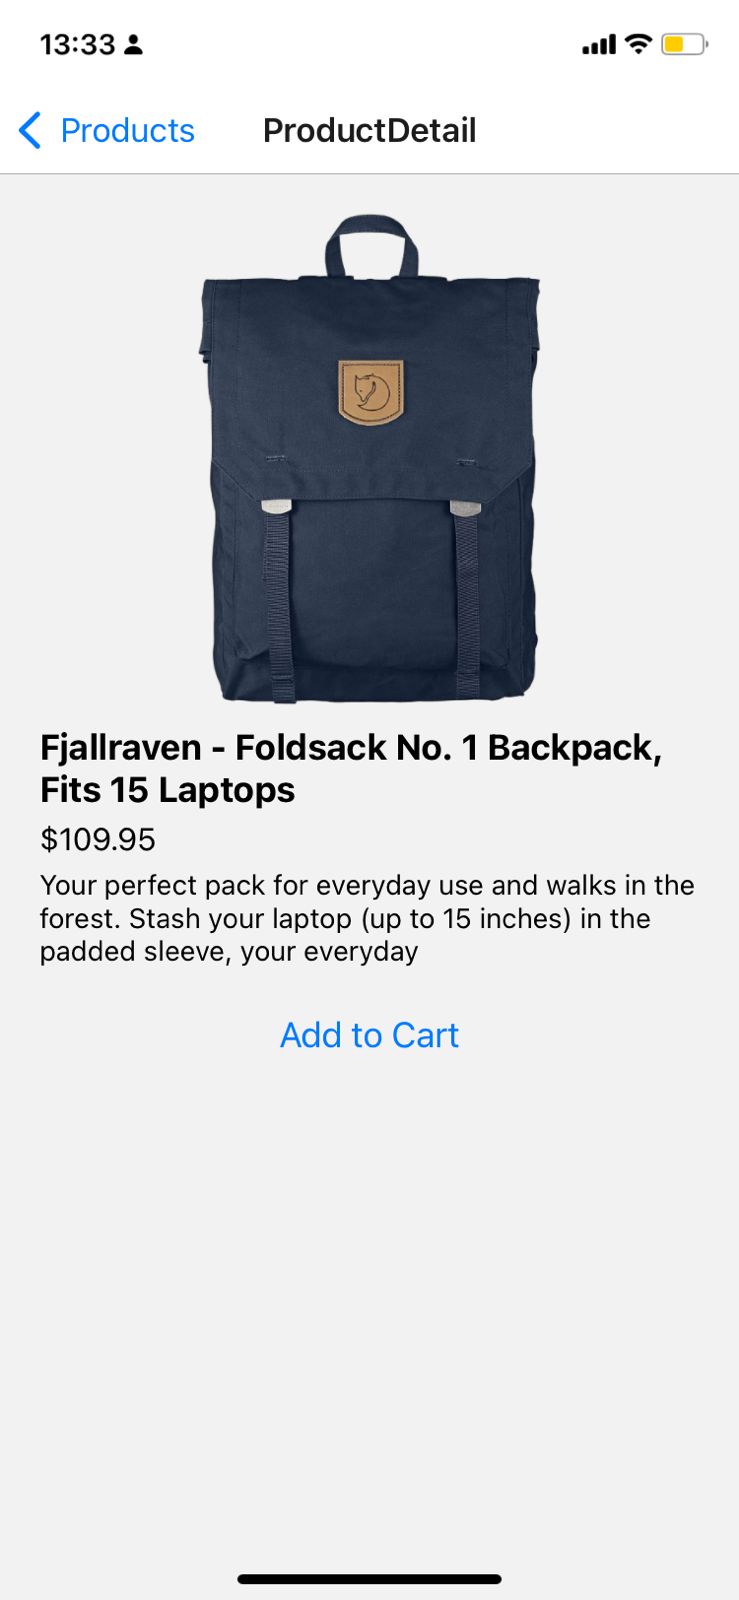 13:33
Products
ProductDetail
Fjallraven - Foldsack No. 1 Backpack,
Fits 15 Laptops
$109.95
Your perfect pack for everyday use and walks in the
forest. Stash your laptop (up to 15 inches) in the
padded sleeve, your everyday
Add to Cart